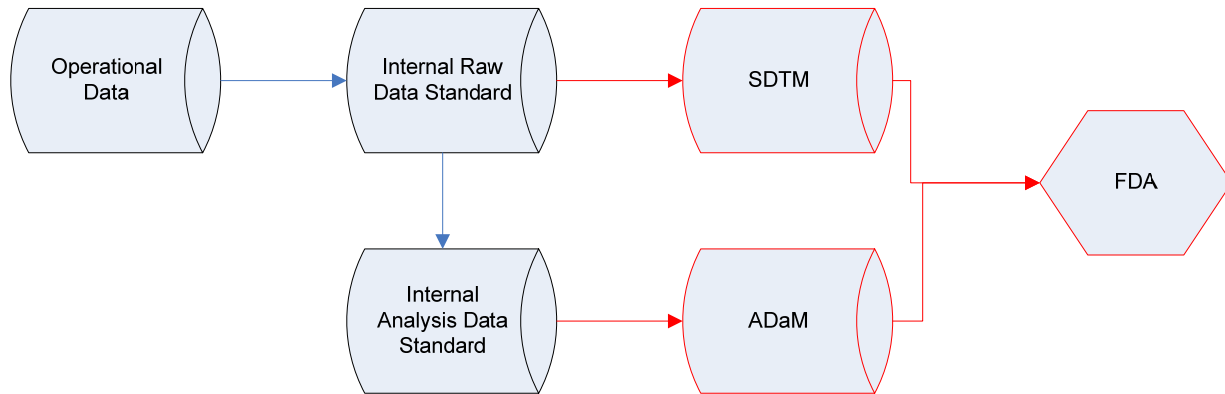 Operational
Data
Internal Raw
Data Standard
SDTM
FDA
Internal
Analysis Data
Standard
ADaM